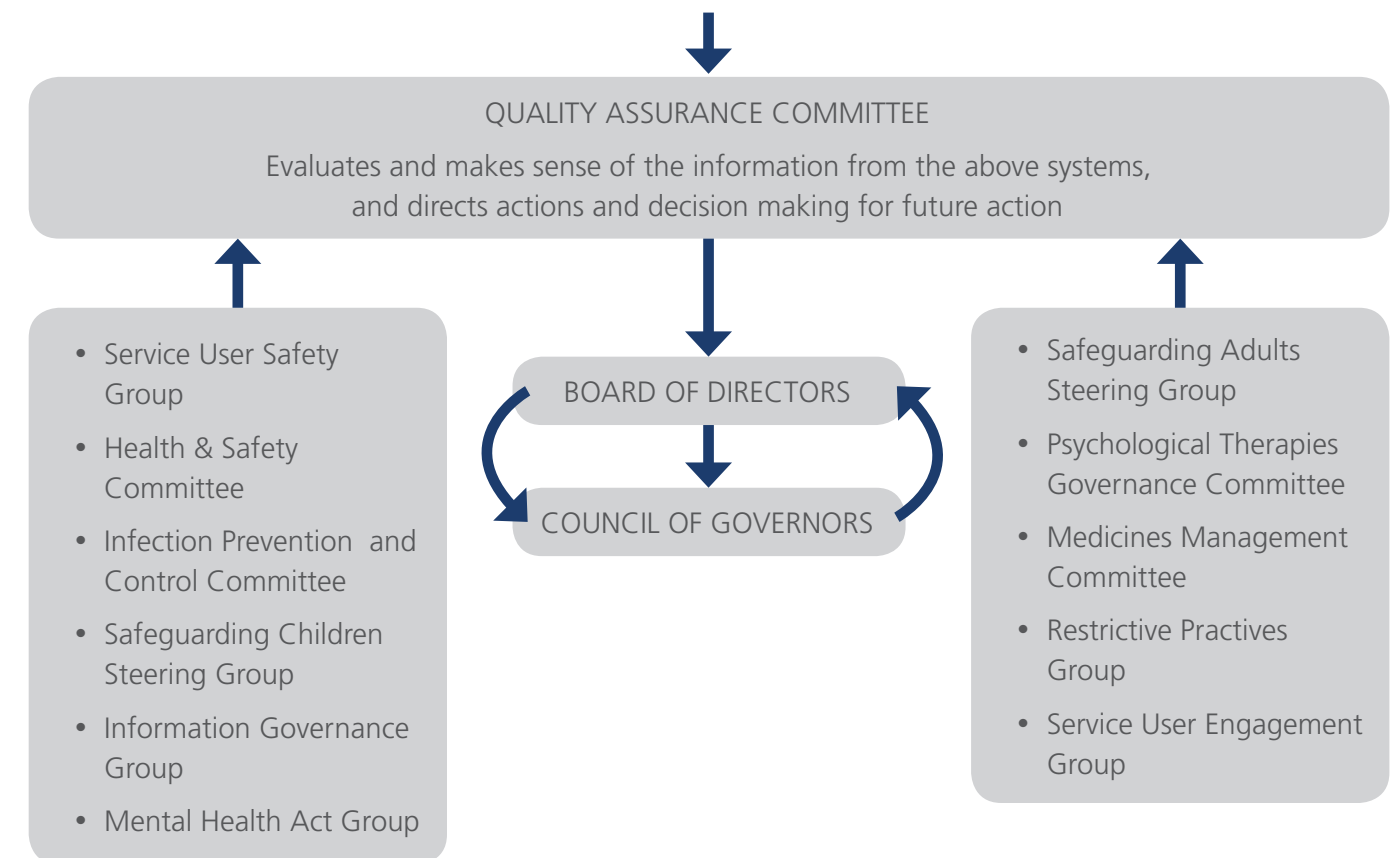 QUALITY ASSURANCE COMMITTEE
Evaluates and makes sense of the information from the above systems,
and directs actions and decision making for future action
• Service User Safety
Group
• Health & Safety
Committee
• Infection Prevention  and
Control Committee
• Safeguarding Children
Steering Group
• Information Governance
Group
• Mental Health Act Group
BOARD OF DIRECTORS
COUNCIL OF GOVERNORS
• Safeguarding Adults
Steering Group
• Psychological Therapies
Governance Committee
• Medicines Management
Committee
• Restrictive Practives
Group
• Service User Engagement
Group